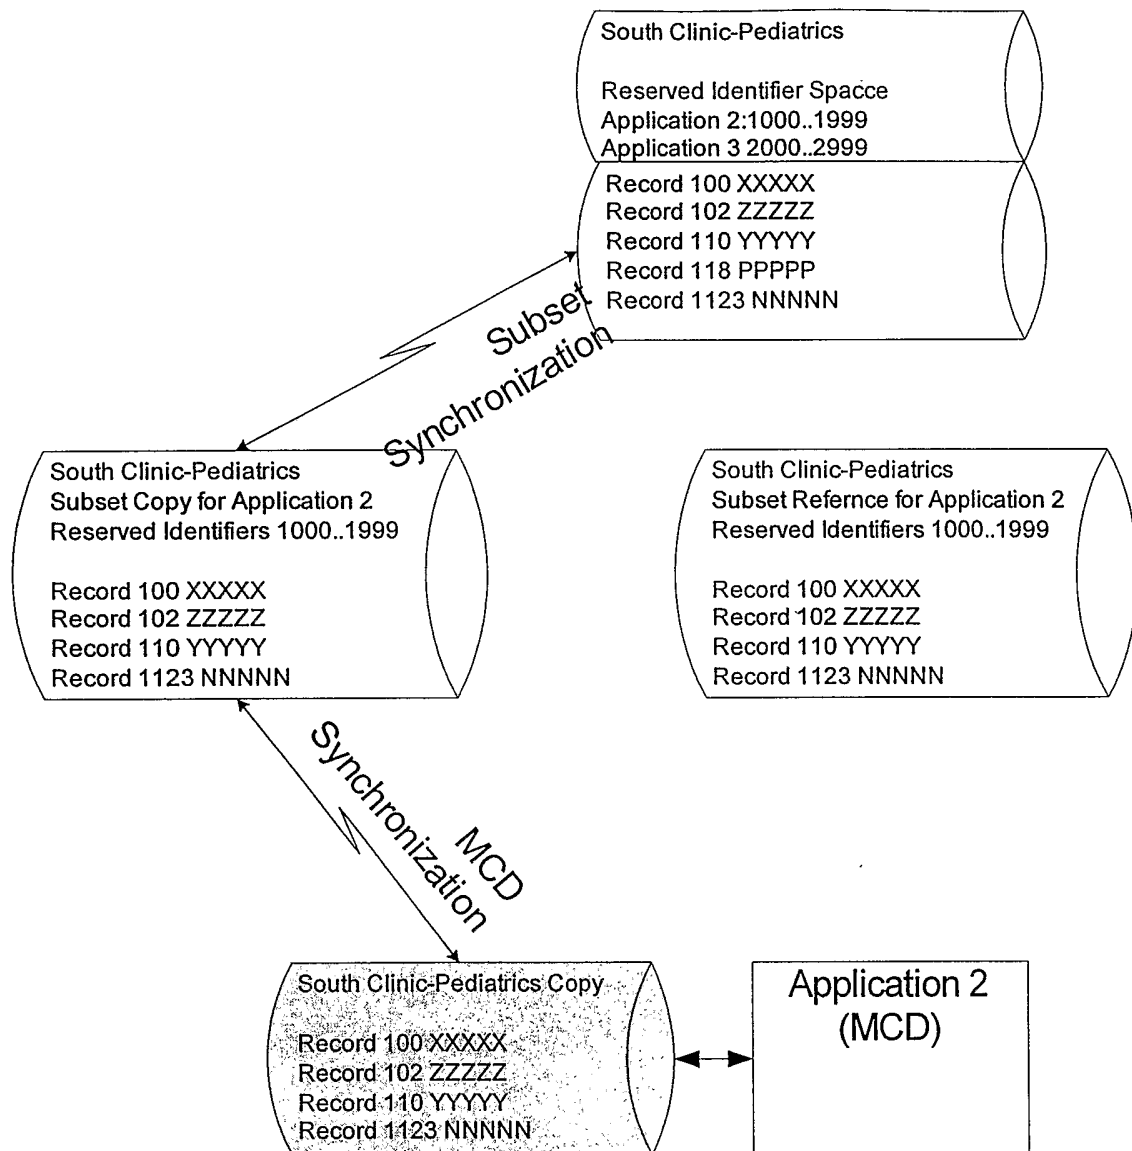 South Clinic-Pediatrics
Reserved Identifier Spacce
Application 2:1000..1999
Application 3 2000..2999
Record 100 XXXXX
Record 102 ZZZZZ
Record 110 YYYYY
Record 118 PPPPP
Record 1123 NNNNN
Subset
Synchronization
South Clinic-Pediatrics
Subset Copy for Application 2
Reserved Identifiers 1000..1999
Record 100 XXXXX
Record 102 ZZZZZ
Record 110 YYYYY
Record 1123 NNNNN
South Clinic-Pediatrics
Subset Refernce for Application 2
Reserved Identifiers 1000..1999
Record 100 XXXXX
Record 102 ZZZZZ
Record 110 YYYYY
Record 1123 NNNNN
MCD
Synchronization
South Clinic-Pediatrics Copy
Record 100 XXXXX
Record 102 ZZZZZ
Record 110 YYYYY
Record 1123 NNNNN
Application 2
(MCD)